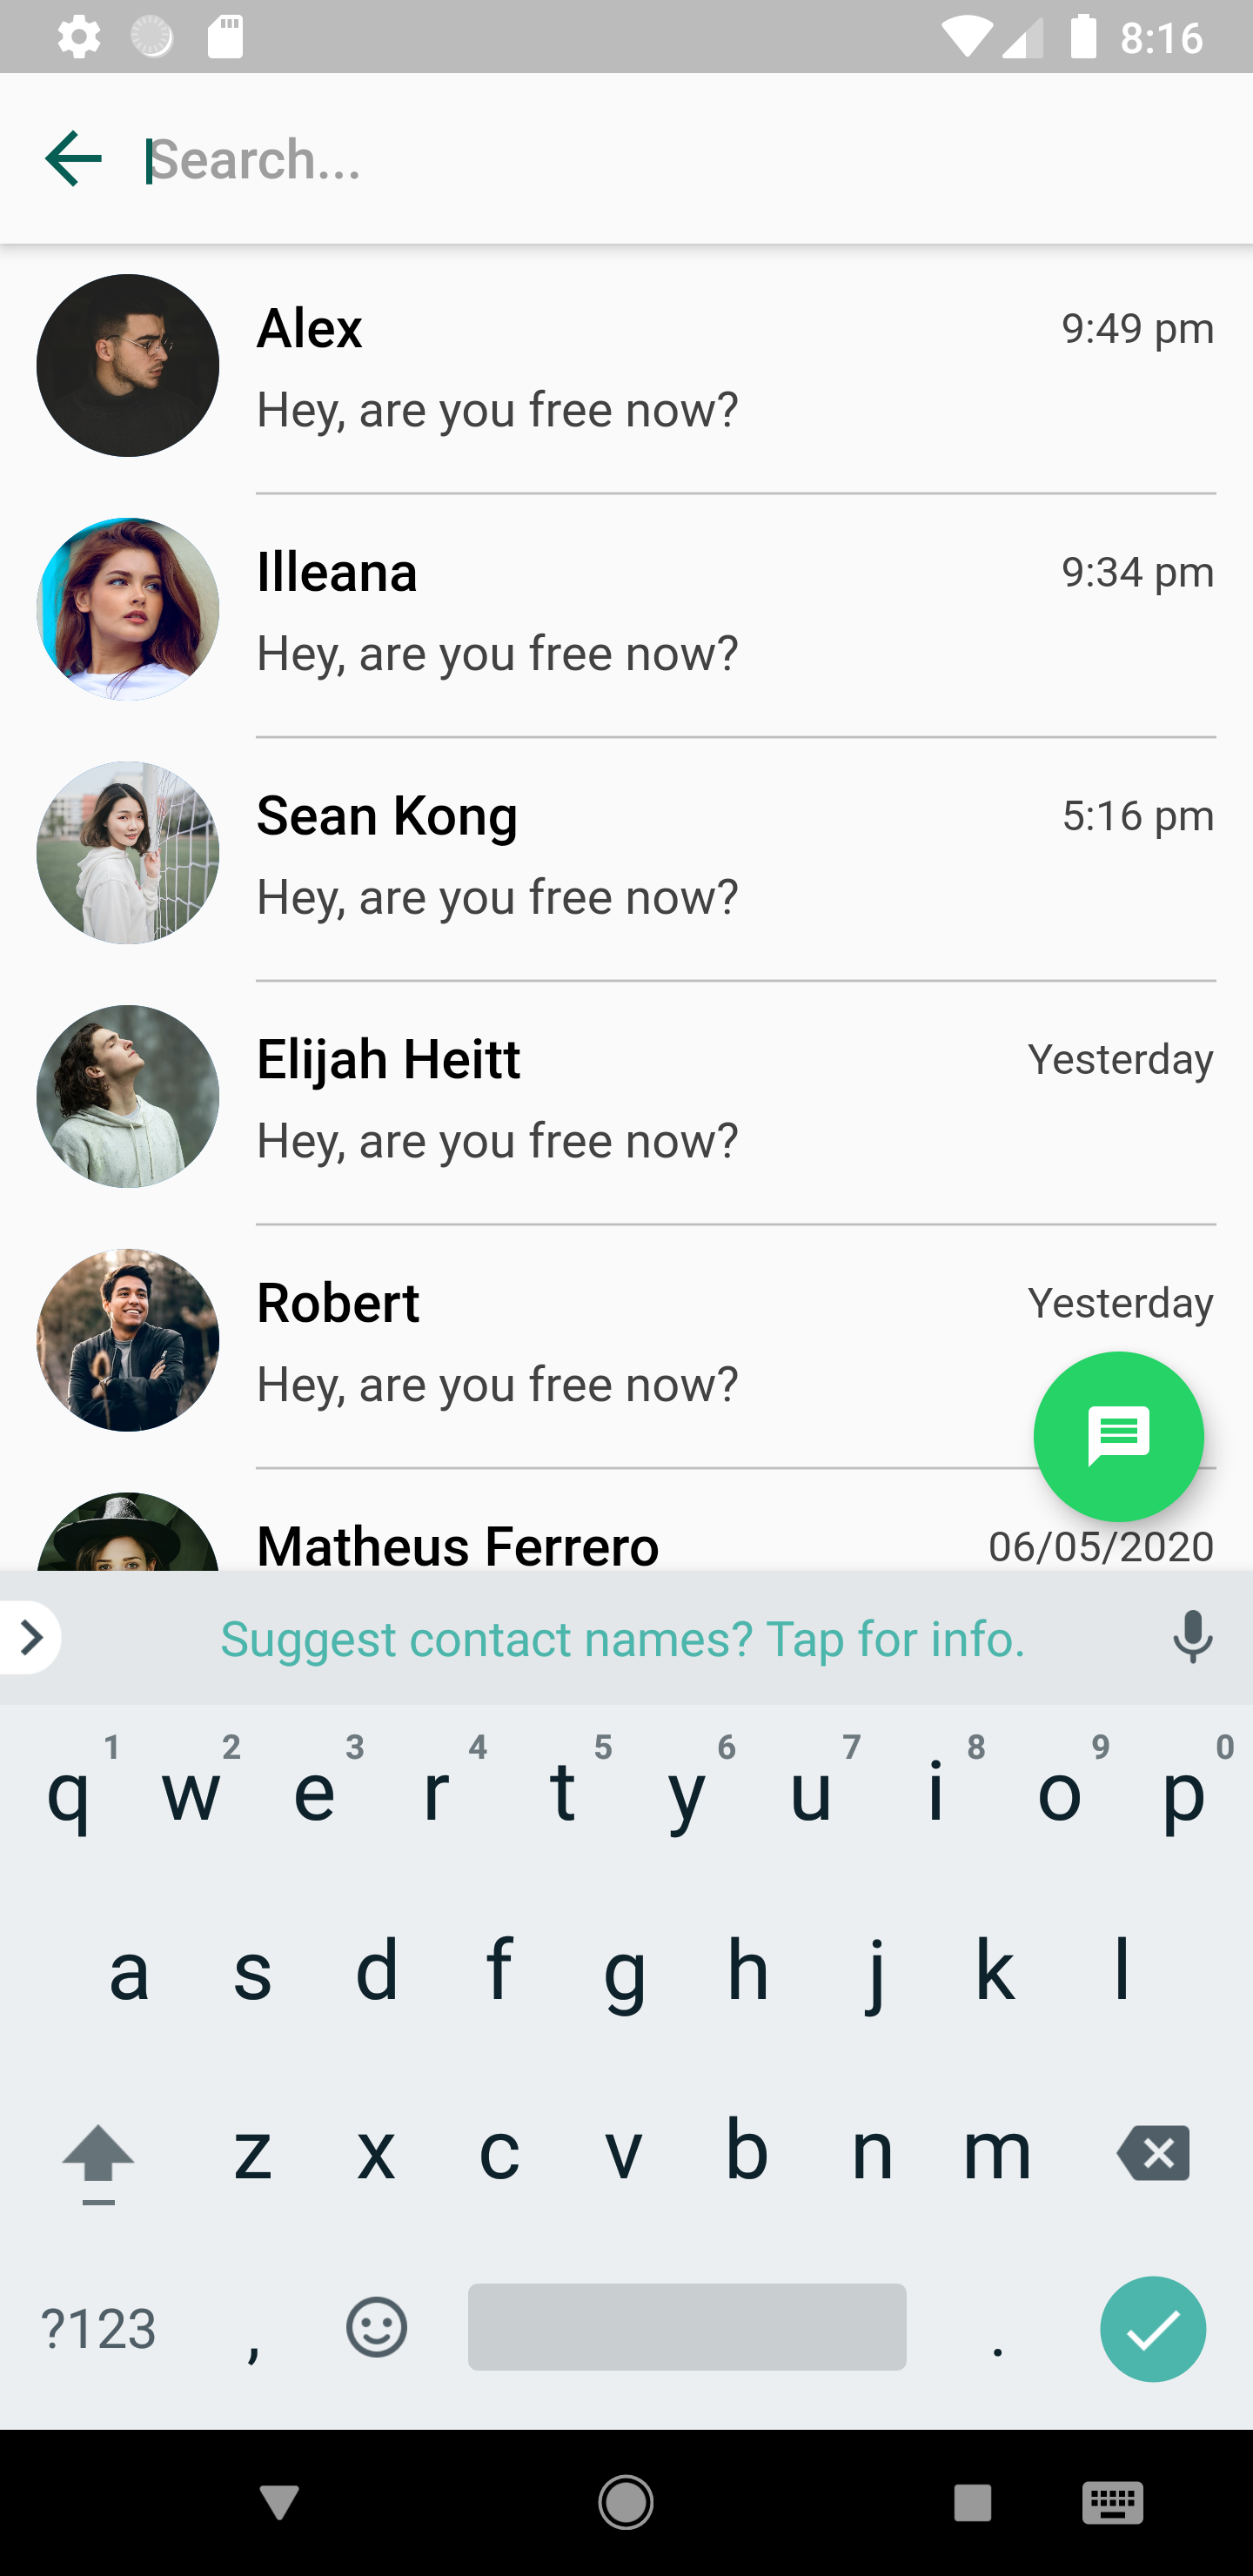 8:16
Search...
Alex 9:49 pm
Hey, are you free now?
Illeana 9:34 pm
Hey, are you free now?
Sean Kong 5:16 pm
Hey, are you free now?
Elijah Heitt Yesterday
Hey, are you free now?
Robert Yesterday
Hey, are you free now?
Matheus Ferrero 06/05/2020
Suggest contact names? Tap for info.
1 2 3 4 5 6 7 8 9 0
q w e r t y u i o p
a s d f g h j k l
z x c v b n m
?123 , .